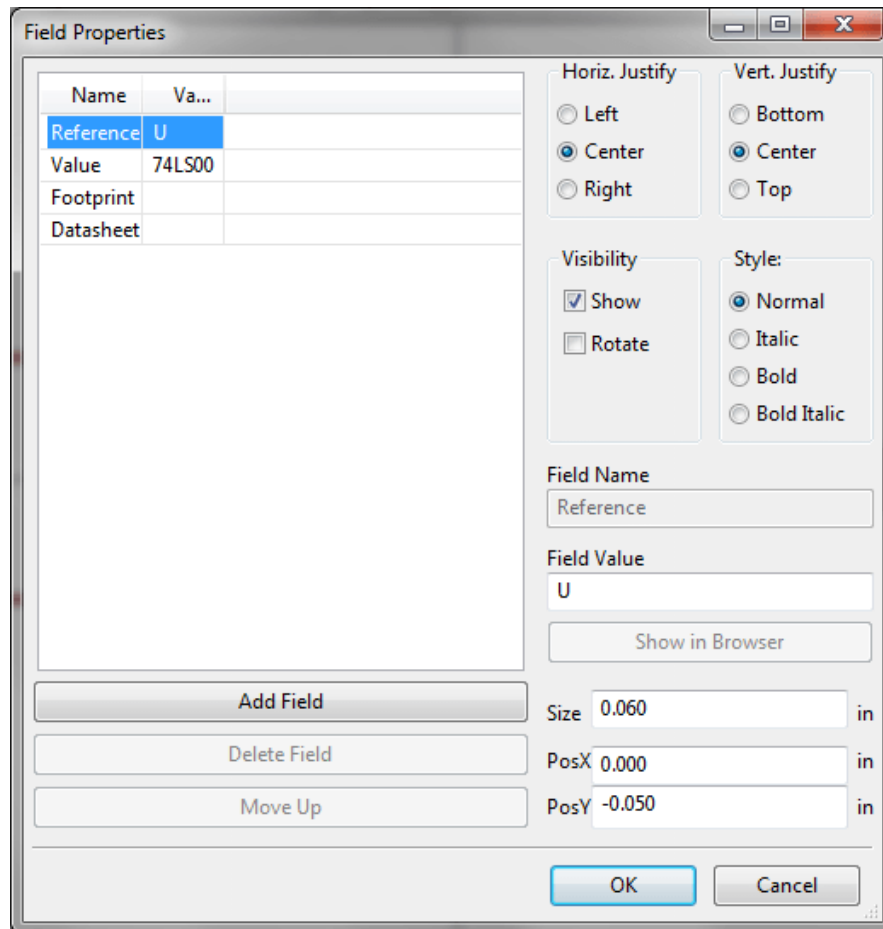 Field Properties
Name Va...
Reference U
Value 74LS00
Footprint
Datasheet
Horiz. Justify
Left
Center
Right
Vert. Justify
Bottom
Center
Top
Visibility
Show
Rotate
Style:
Normal
Italic
Bold
Bold Italic
Field Name
Reference
Field Value
U
Show in Browser
Add Field
Delete Field
Move Up
Size 0.060 in
PosX 0.000 in
PosY -0.050 in
OK Cancel